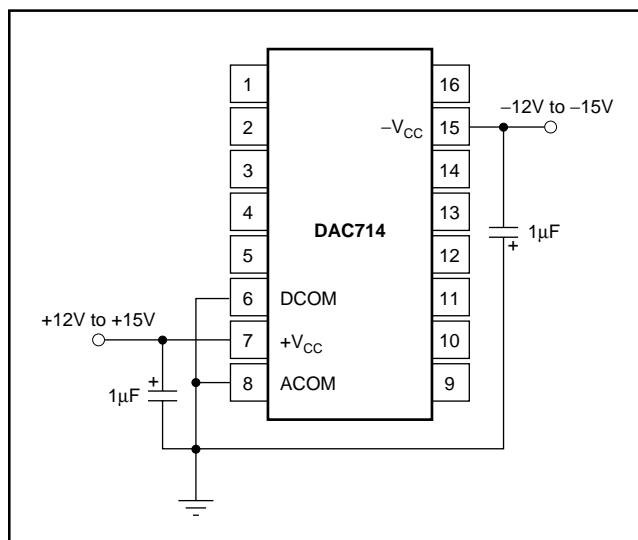 1
16
−12V to −15V
2
−VCC
15
3
14
4
13
1μF
+
DAC714
5
12
6
DCOM
11
+12V to +15V
7
+VCC
10
8
ACOM
9
+
1μF